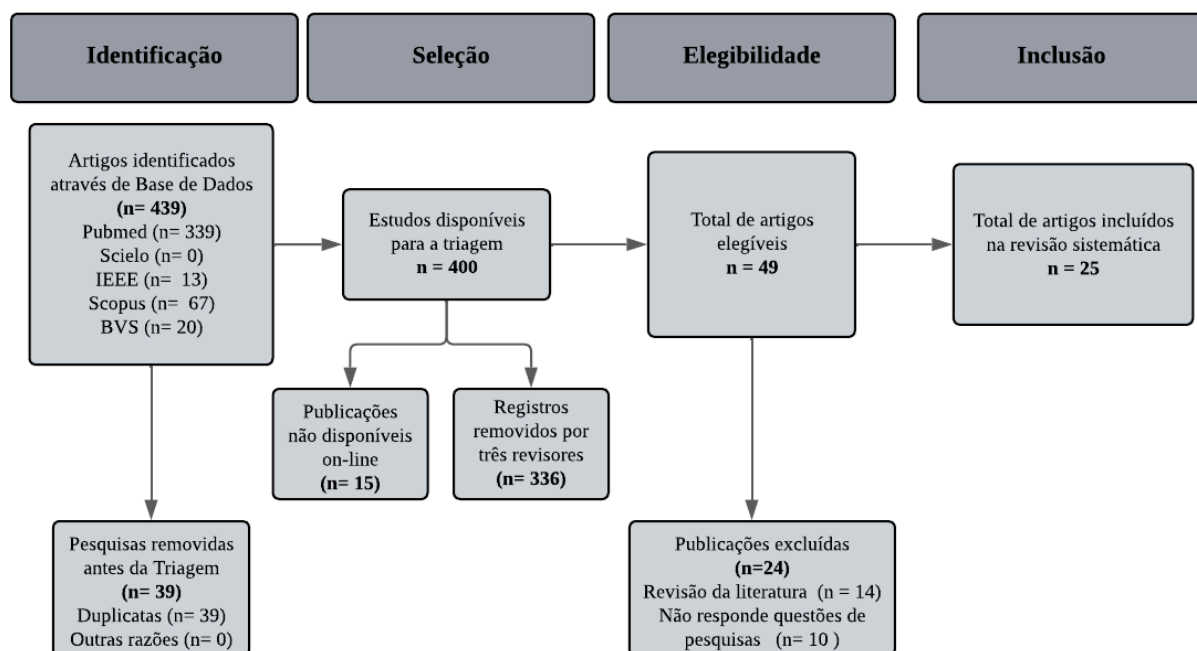 Identificação
Seleção
Elegibilidade
Inclusão
Artigos identificados
através de Base de Dados
(n= 439)
Pubmed (n= 339)
Scielo (n= 0)
IEEE (n=  13)
Scopus (n=  67)
BVS (n= 20)
Estudos disponíveis
para a triagem
n = 400
Total de artigos
elegíveis
n = 49
Total de artigos incluídos
na revisão sistemática
n = 25
Publicações
não disponíveis
on-line
(n= 15)
Registros
removidos por
três revisores
(n= 336)
Pesquisas removidas
antes da Triagem
(n= 39)
Duplicatas (n= 39)
Outras razões (n= 0)
Publicações excluídas
(n=24)
Revisão da literatura  (n = 14)
Não responde questões de
pesquisas   (n= 10 )